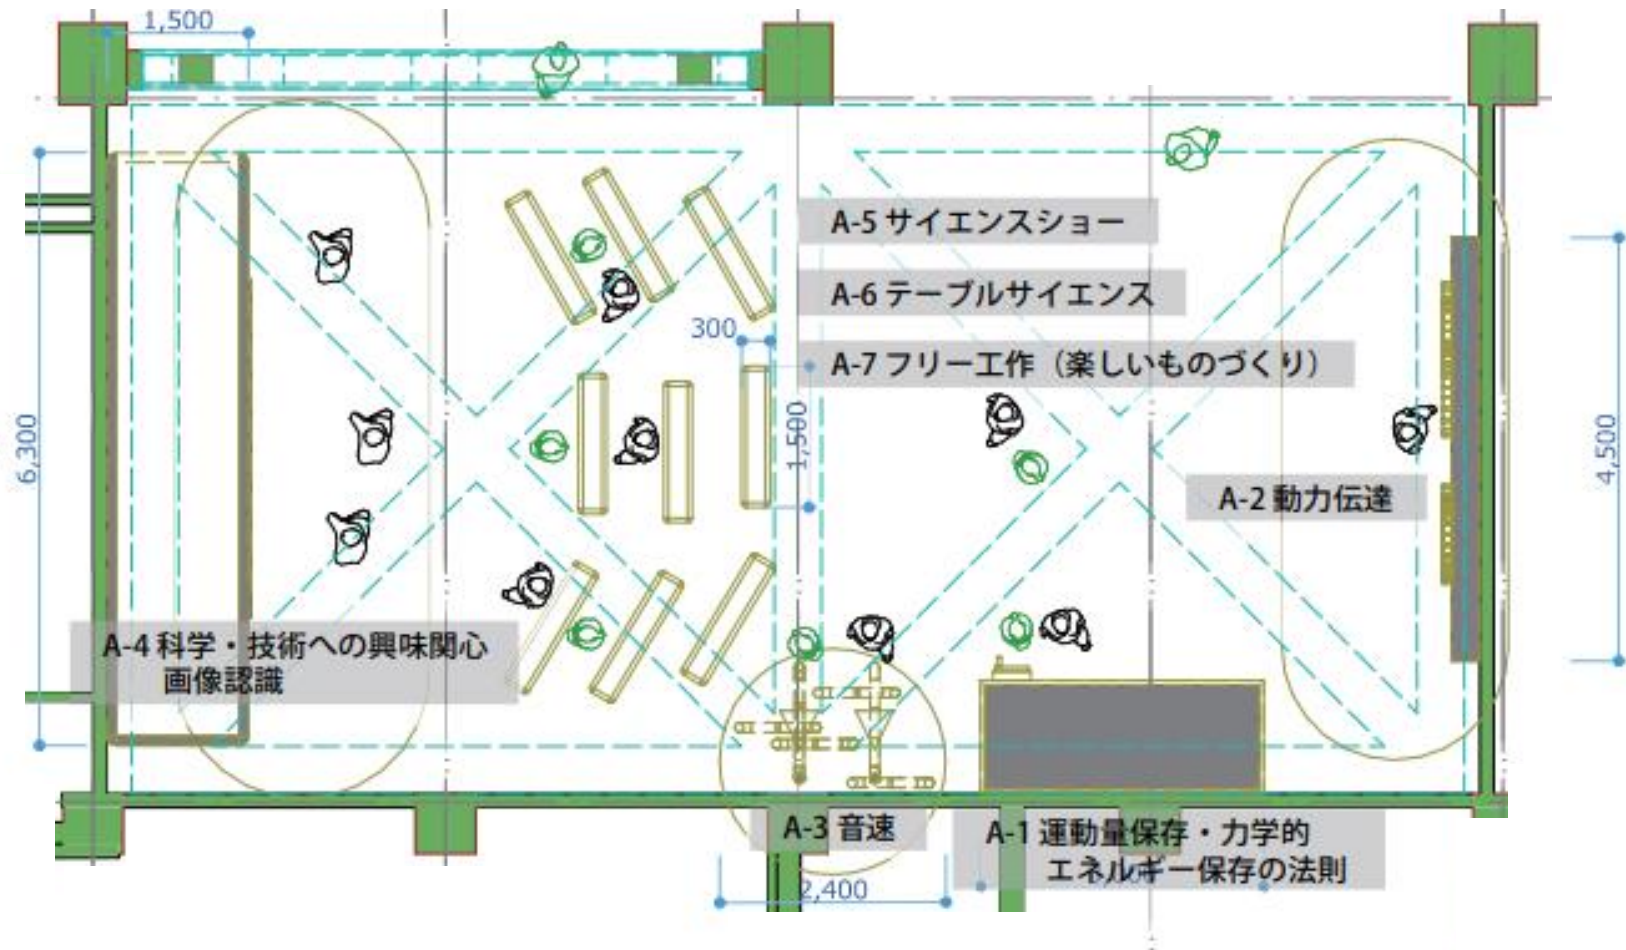 1,500
A-5 サイエンスショー
A-6 テーブルサイエンス
300
A-7 フリー工作（楽しいものづくり）
6,300
1,500
4,500
A-2 動力伝達
A-4 科学・技術への興味関心
画像認識
A-3 音速
A-1 運動量保存・力学的
エネルギー保存の法則
2,400